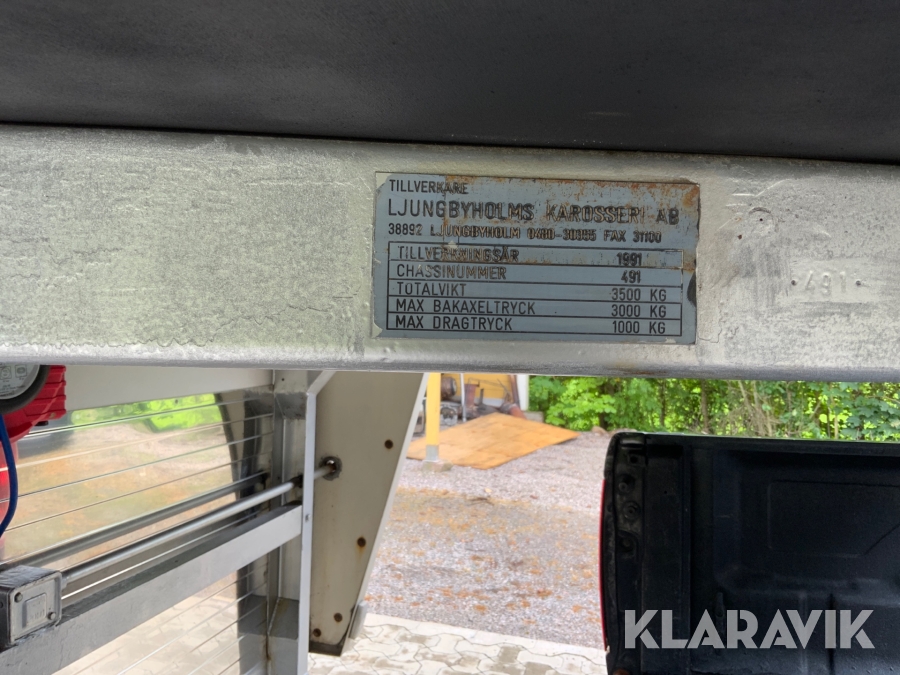 TILLVERKARE
LJUNGBYHOLMS KAROSSERI AB
38892 LJUNGBYHOLM 0480-30385 FAX 31100
TILLVERKNINGSÅR 1991
CHASSINUMMER 491
TOTALVIKT 3500 KG
MAX BAKAXELTRYCK 3000 KG
MAX DRAGTRYCK 1000 KG
·491·
KLARAVIK